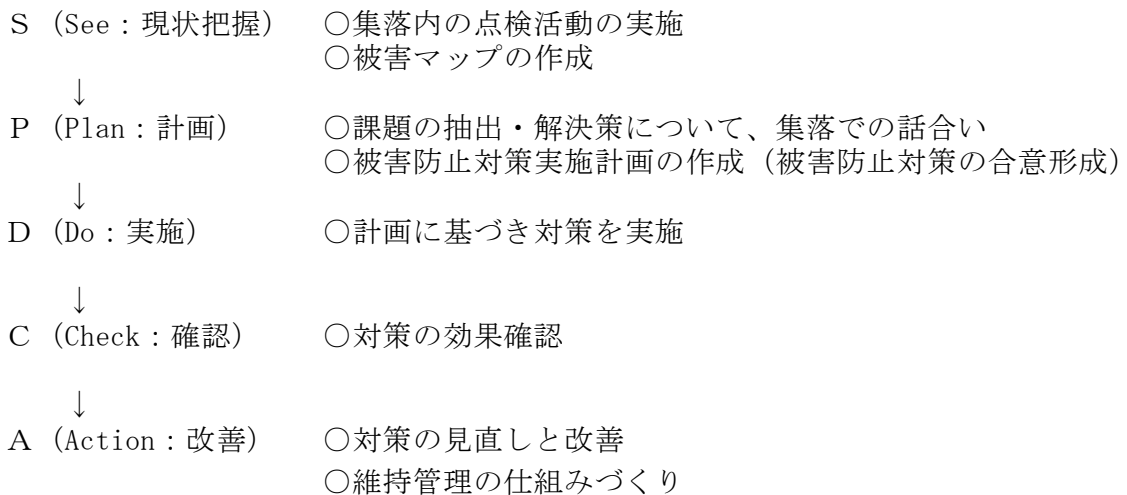 S (See：現状把握) ○集落内の点検活動の実施
○被害マップの作成
↓
P (Plan：計画) ○課題の抽出・解決策について、集落での話合い
○被害防止対策実施計画の作成（被害防止対策の合意形成）
↓
D (Do：実施) ○計画に基づき対策を実施
↓
C (Check：確認) ○対策の効果確認
↓
A (Action：改善) ○対策の見直しと改善
○維持管理の仕組みづくり